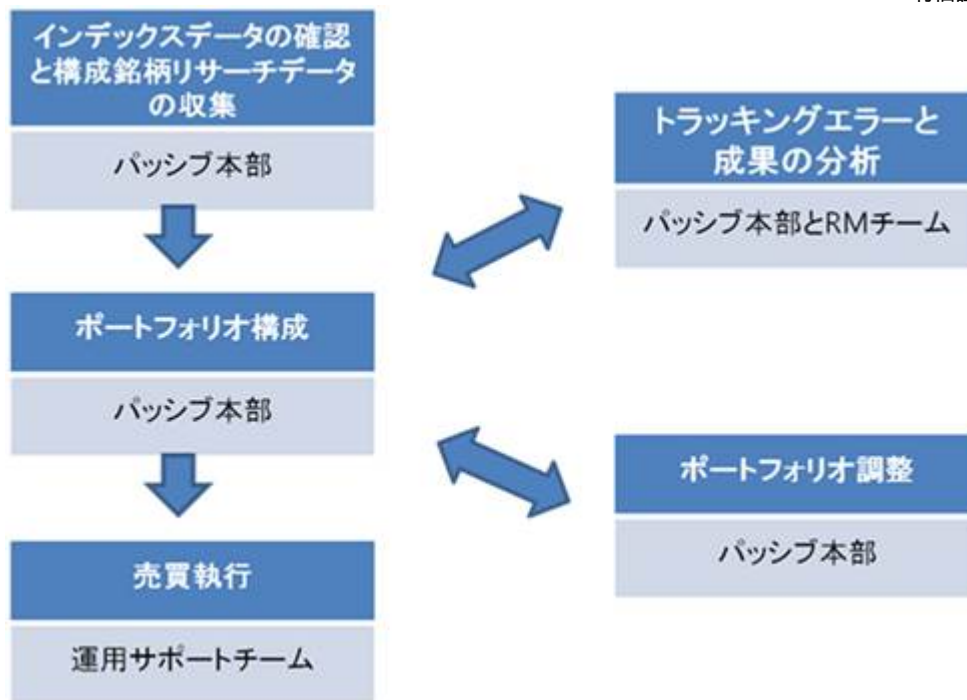 インデックスデータの確認
と構成銘柄リサーチデータ
の収集
パッシブ本部
ポートフォリオ構成
パッシブ本部
売買執行
運用サポートチーム
トラッキングエラーと
成果の分析
パッシブ本部とRMチーム
ポートフォリオ調整
パッシブ本部